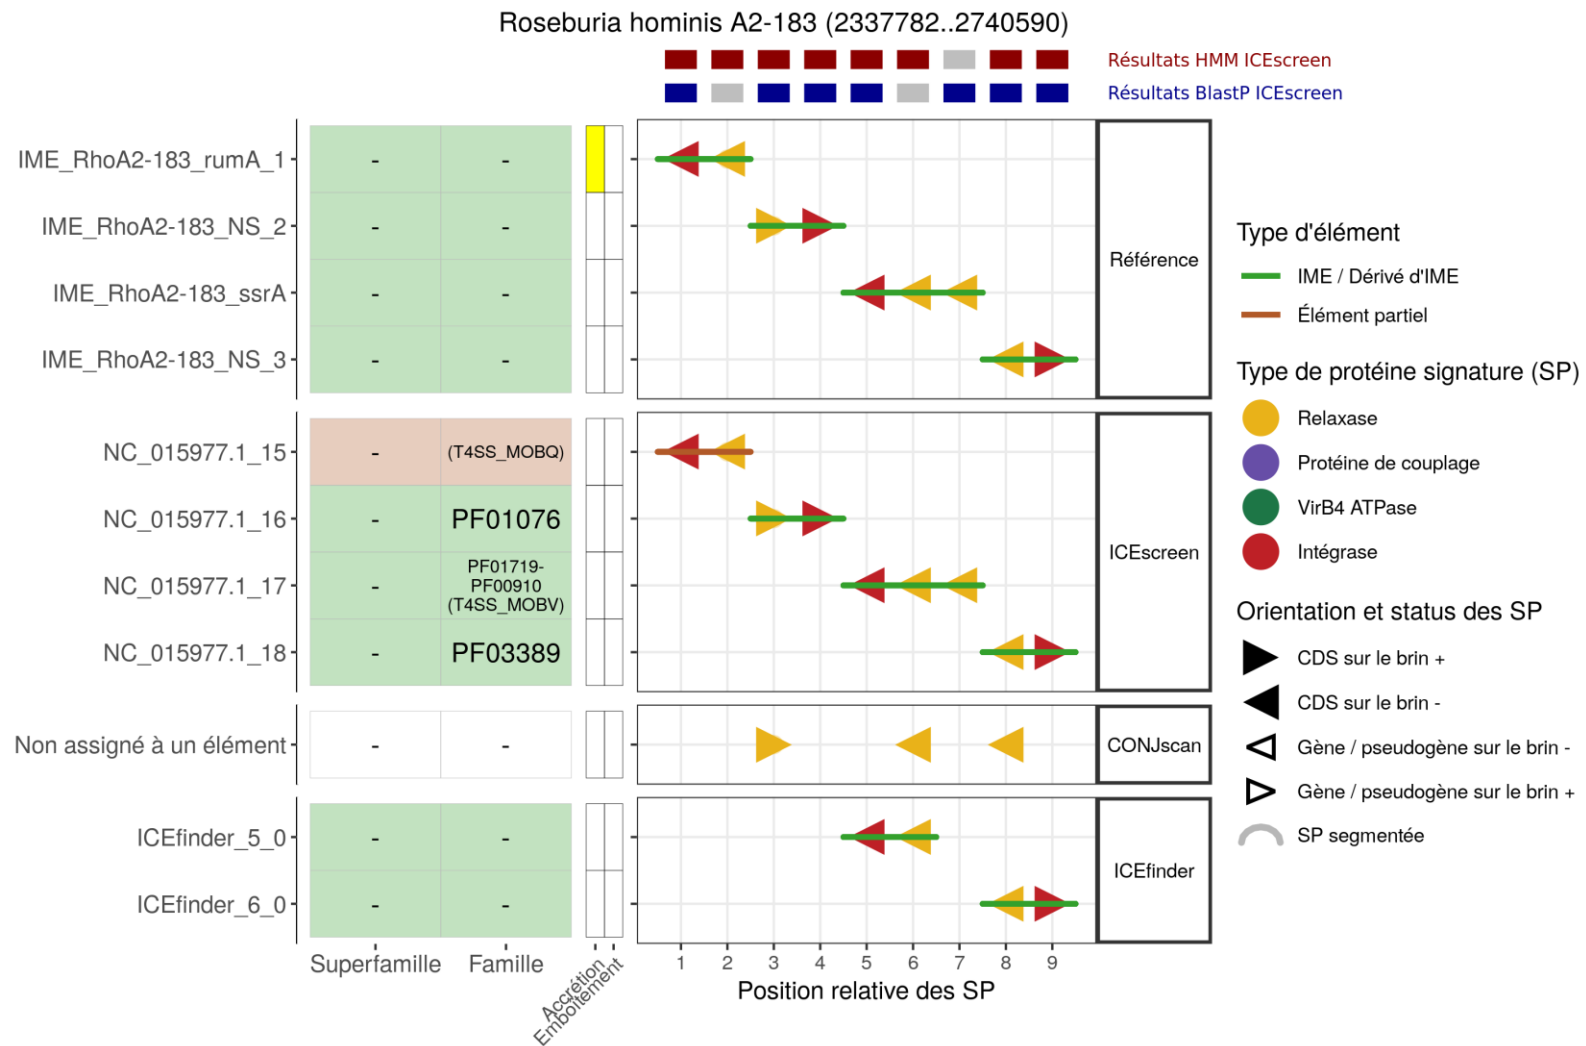 Roseburia hominis A2-183 (2337782..2740590)
Résultats HMM ICEscreen
Résultats BlastP ICEscreen
IME_RhoA2-183_rumA_1
-
-
IME_RhoA2-183_NS_2
-
-
IME_RhoA2-183_ssrA
-
-
IME_RhoA2-183_NS_3
-
-
Référence
NC_015977.1_15
-
(T4SS_MOBQ)
NC_015977.1_16
-
PF01076
NC_015977.1_17
-
PF01719-
PF00910
(T4SS_MOBV)
NC_015977.1_18
-
PF03389
ICEscreen
Non assigné à un élément
-
-
CONJscan
ICEfinder_5_0
-
-
ICEfinder_6_0
-
-
ICEfinder
Superfamille
Famille
Accrétion
Emboîtement
1 2 3 4 5 6 7 8 9
Position relative des SP
Type d'élément
IME / Dérivé d'IME
Élément partiel
Type de protéine signature (SP)
Relaxase
Protéine de couplage
VirB4 ATPase
Intégrase
Orientation et status des SP
CDS sur le brin +
CDS sur le brin -
Gène / pseudogène sur le brin -
Gène / pseudogène sur le brin +
SP segmentée